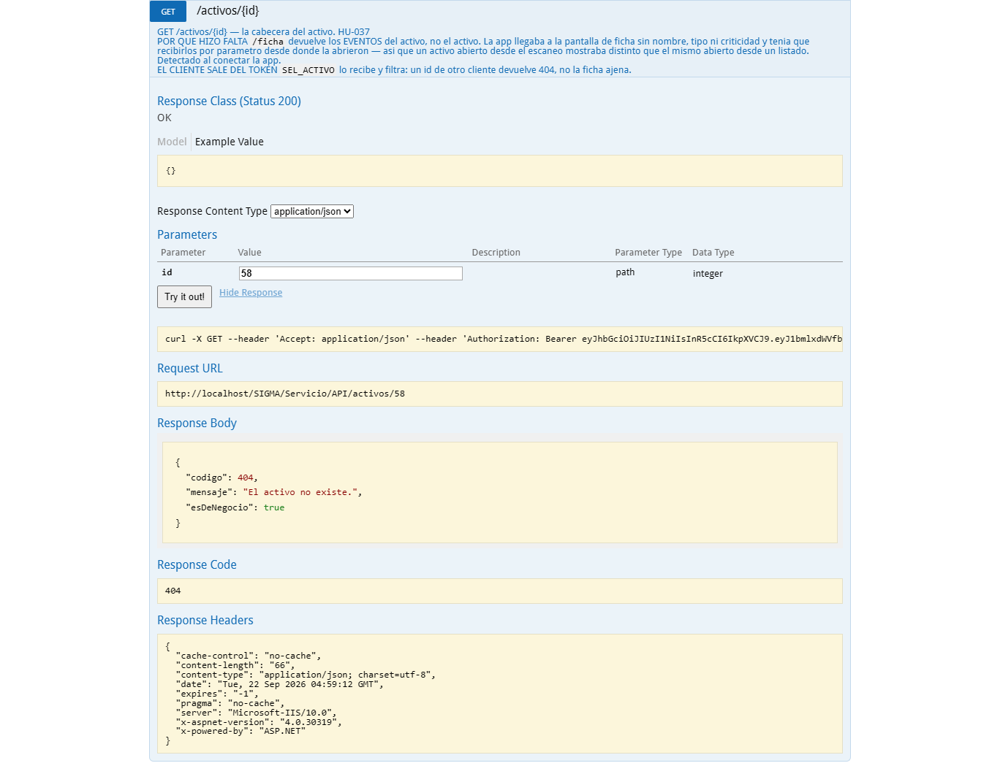 GET /activos/{id}
GET /activos/{id} — la cabecera del activo. HU-037
POR QUE HIZO FALTA /ficha devuelve los EVENTOS del activo, no el activo. La app llegaba a la pantalla de ficha sin nombre, tipo ni criticidad y tenia que
recibirlos por parametro desde donde la abrieron — asi que un activo abierto desde el escaneo mostraba distinto que el mismo abierto desde un listado.
Detectado al conectar la app.
EL CLIENTE SALE DEL TOKEN SEL_ACTIVO lo recibe y filtra: un id de otro cliente devuelve 404, no la ficha ajena.
Response Class (Status 200)
OK
Model Example Value
{}
Response Content Type application/json
Parameters
Parameter Value Description Parameter Type Data Type
id 58 path integer
Try it out! Hide Response
curl -X GET --header 'Accept: application/json' --header 'Authorization: Bearer eyJhbGciOiJIUzI1NiIsInR5cCI6IkpXVCJ9.eyJ1bmlxdWVfb
Request URL
http://localhost/SIGMA/Servicio/API/activos/58
Response Body
{
"codigo": 404,
"mensaje": "El activo no existe.",
"esDeNegocio": true
}
Response Code
404
Response Headers
{
"cache-control": "no-cache",
"content-length": "66",
"content-type": "application/json; charset=utf-8",
"date": "Tue, 22 Sep 2026 04:59:12 GMT",
"expires": "-1",
"pragma": "no-cache",
"server": "Microsoft-IIS/10.0",
"x-aspnet-version": "4.0.30319",
"x-powered-by": "ASP.NET"
}